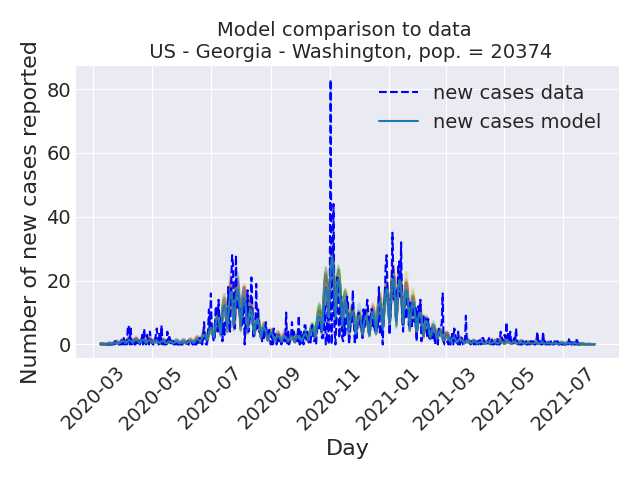 Model comparison to data
US - Georgia - Washington, pop. = 20374
Number of new cases reported
80
60
40
20
0
new cases data
new cases model
2020-03
2020-05
2020-07
2020-09
2020-11
2021-01
2021-03
2021-05
2021-07
Day